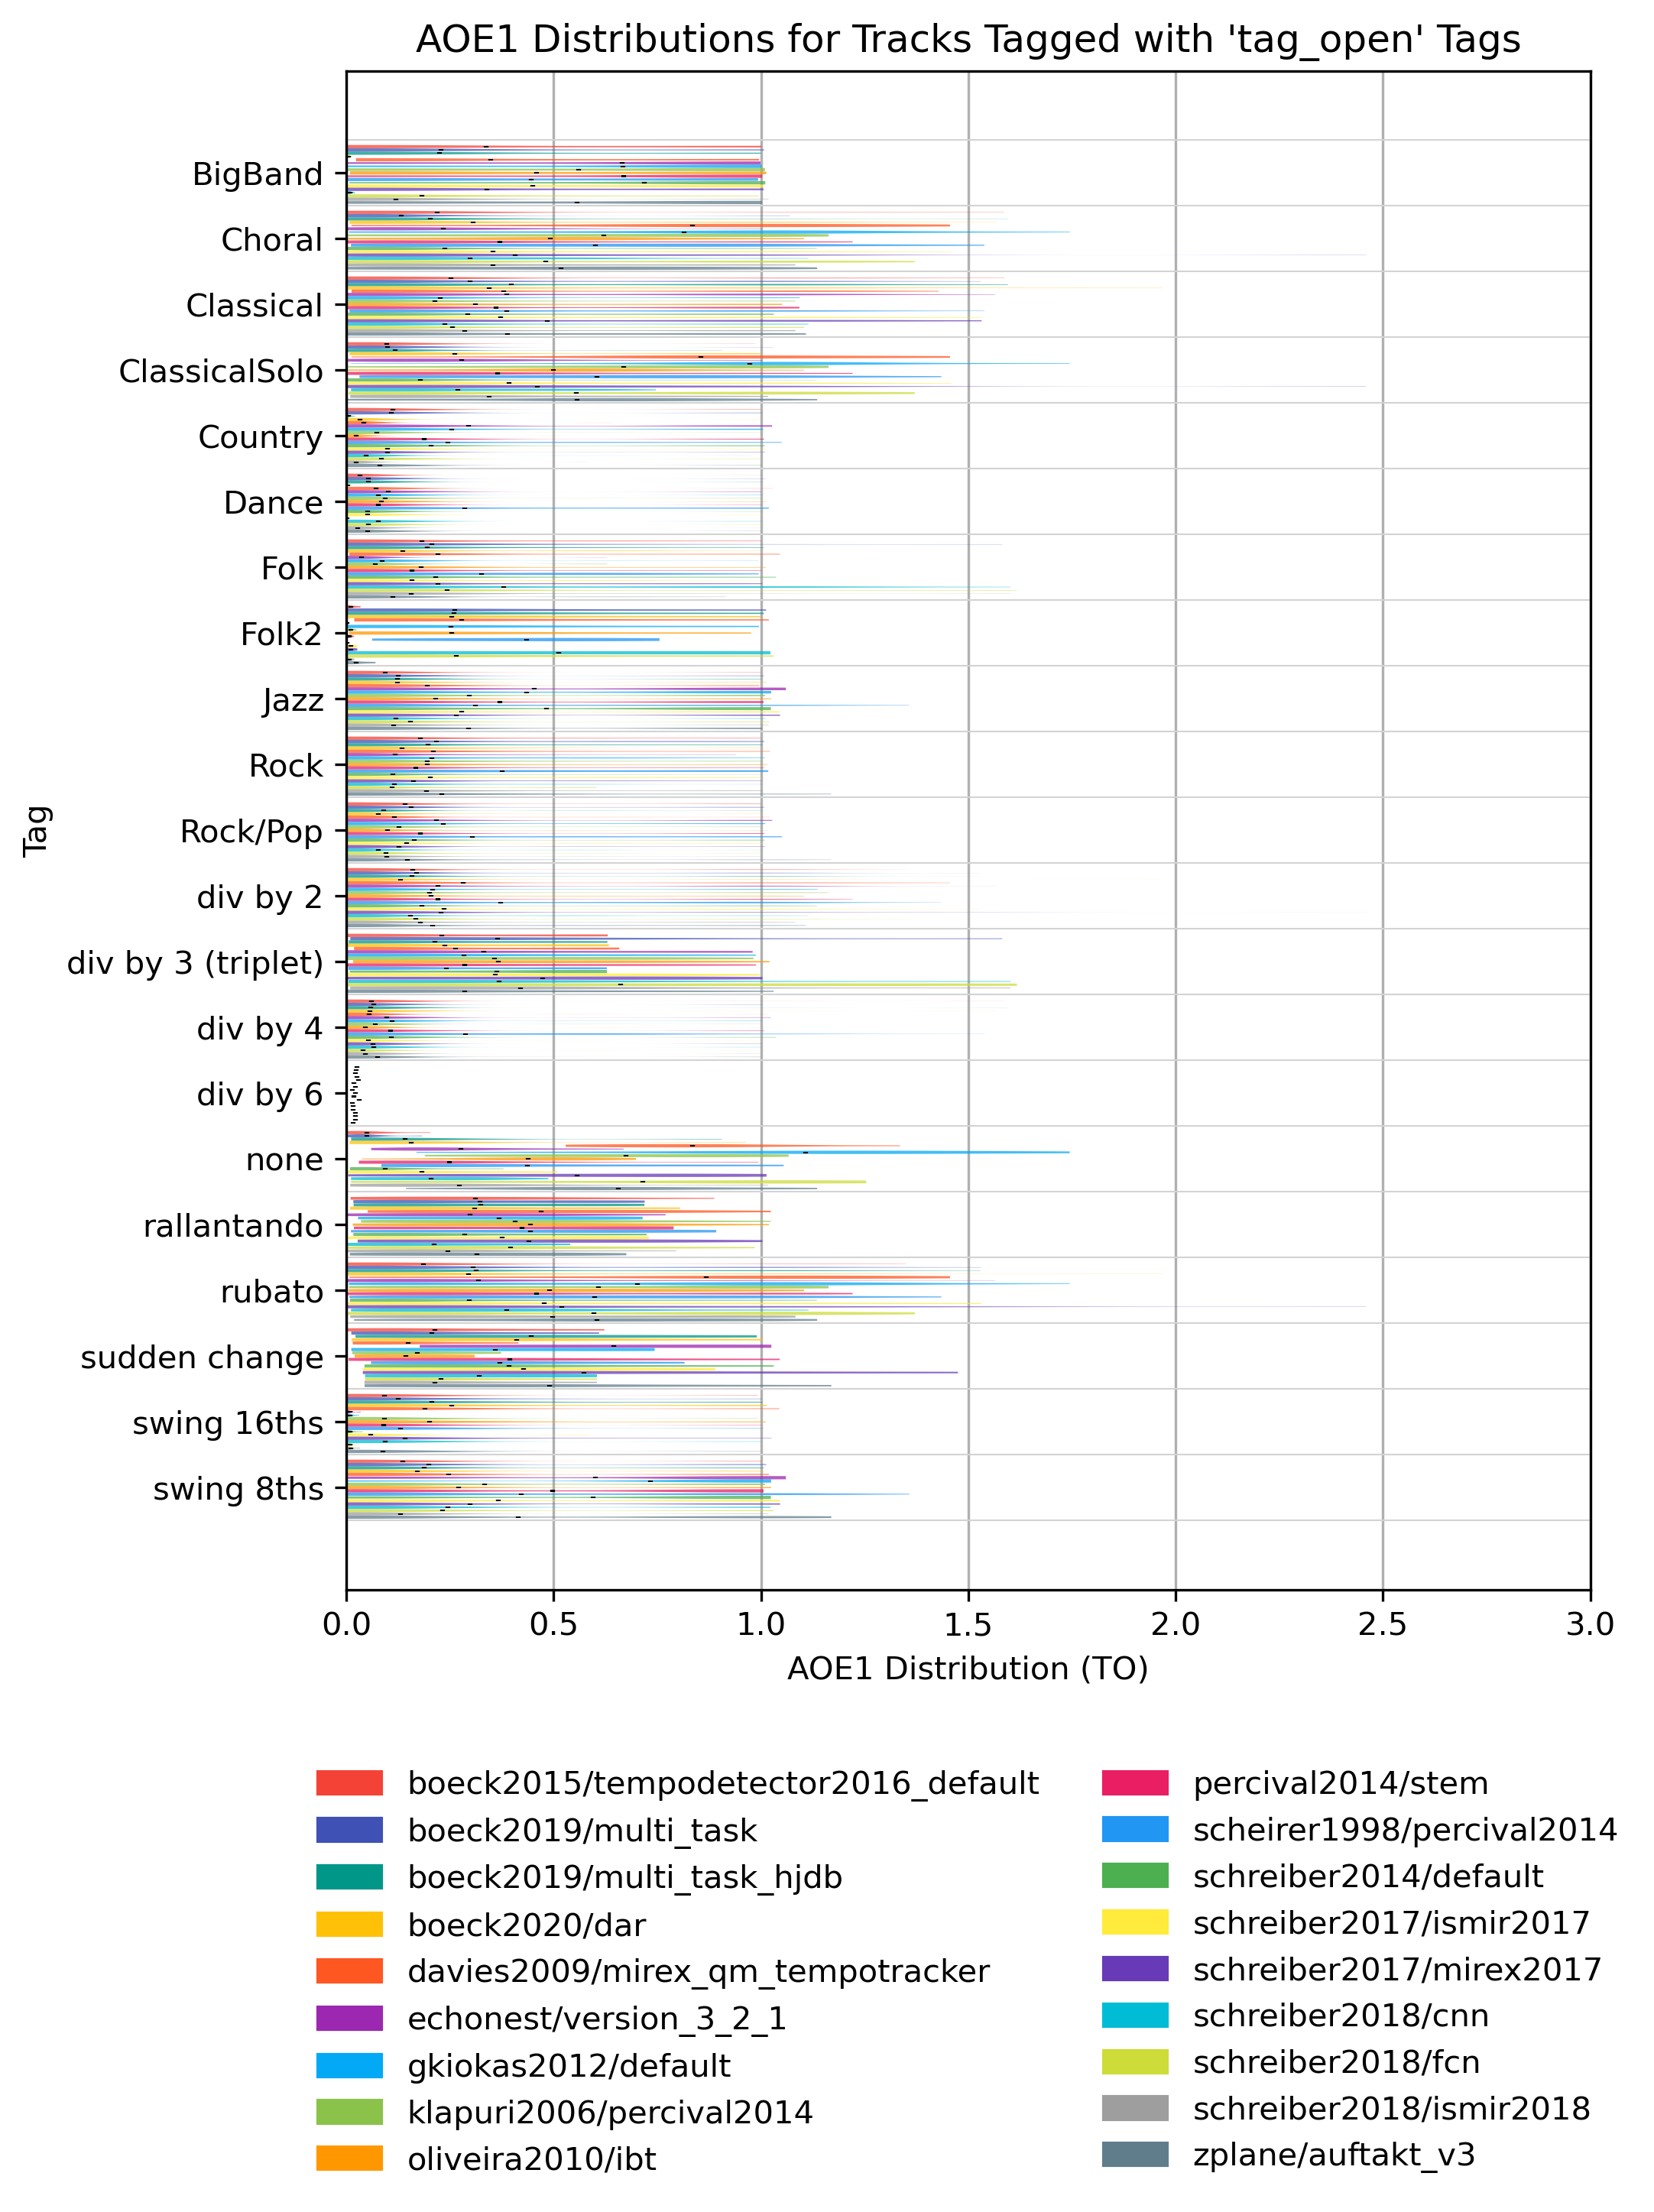 AOE1 Distributions for Tracks Tagged with 'tag_open' Tags
Tag
BigBand
Choral
Classical
ClassicalSolo
Country
Dance
Folk
Folk2
Jazz
Rock
Rock/Pop
div by 2
div by 3 (triplet)
div by 4
div by 6
none
rallantando
rubato
sudden change
swing 16ths
swing 8ths
0.0 0.5 1.0 1.5 2.0 2.5 3.0
AOE1 Distribution (TO)
boeck2015/tempodetector2016_default
boeck2019/multi_task
boeck2019/multi_task_hjdb
boeck2020/dar
davies2009/mirex_qm_tempotracker
echonest/version_3_2_1
gkiokas2012/default
klapuri2006/percival2014
oliveira2010/ibt
percival2014/stem
scheirer1998/percival2014
schreiber2014/default
schreiber2017/ismir2017
schreiber2017/mirex2017
schreiber2018/cnn
schreiber2018/fcn
schreiber2018/ismir2018
zplane/auftakt_v3